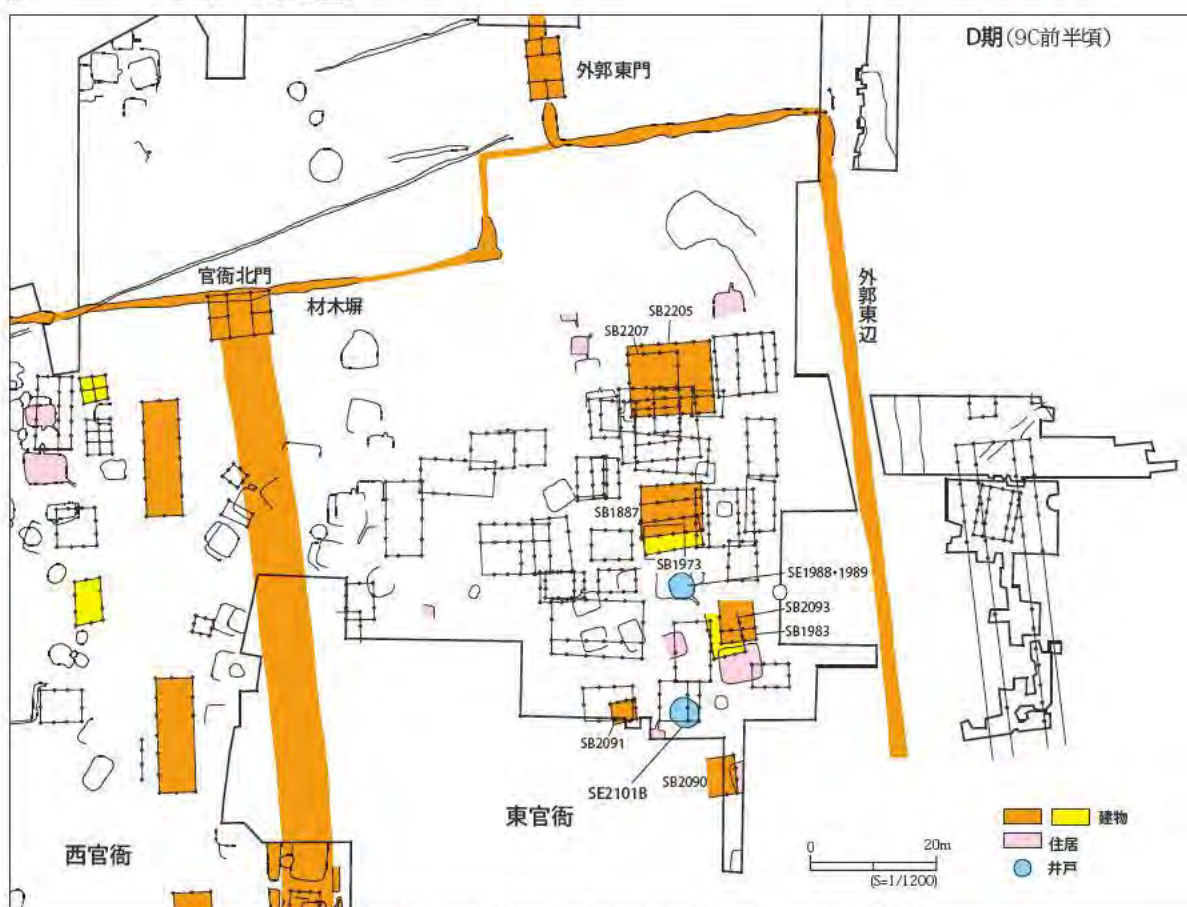 D期(9C前半頃)
外郭東門
官衙北門
材木塀
外郭東辺
SB2205
SB2207
SB1887
SB1973
SE1988・1989
SB2093
SB1983
SB2091
SE2101B
SB2090
東官衙
西官衙
建物
住居
井戸
0 20m
(S=1/1200)